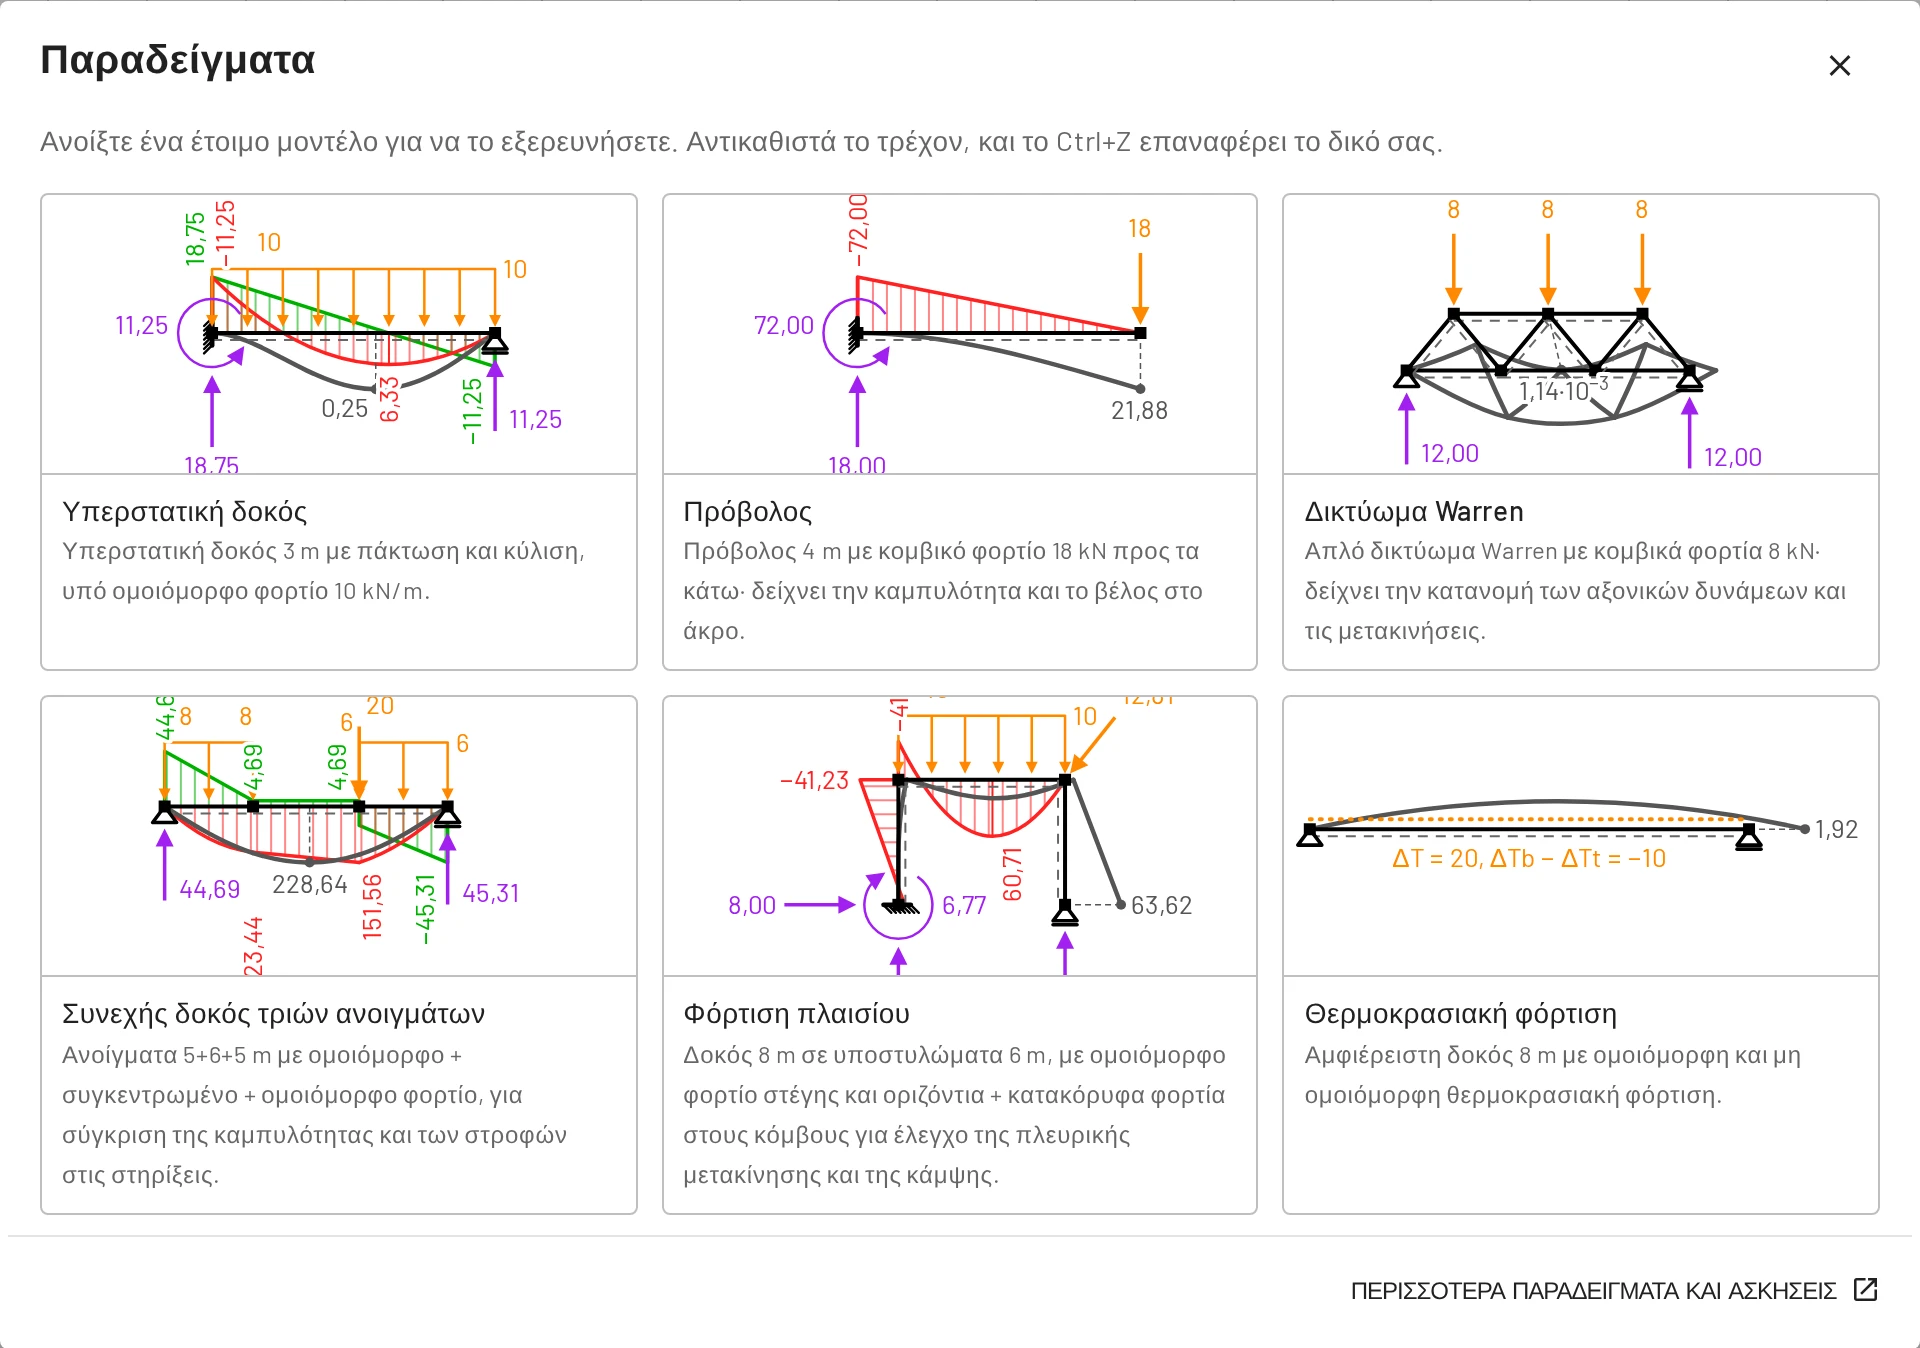 Παραδείγματα
Ανοίξτε ένα έτοιμο μοντέλο για να το εξερευνήσετε. Αντικαθιστά το τρέχον, και το Ctrl+Z επαναφέρει το δικό σας.
18,75
−11,25
10
10
11,25
0,25
6,33
−11,25
11,25
18,75
Υπερστατική δοκός
Υπερστατική δοκός 3 m με πάκτωση και κύλιση,
υπό ομοιόμορφο φορτίο 10 kN/m.
−72,00
18
72,00
21,88
18,00
Πρόβολος
Πρόβολος 4 m με κομβικό φορτίο 18 kN προς τα
κάτω· δείχνει την καμπυλότητα και το βέλος στο
άκρο.
8
8
8
1,14·10⁻³
12,00
12,00
Δικτύωμα Warren
Απλό δικτύωμα Warren με κομβικά φορτία 8 kN·
δείχνει την κατανομή των αξονικών δυνάμεων και
τις μετακινήσεις.
44,6
8
8
6
20
6
4,69
4,69
44,69
228,64
151,56
−45,31
45,31
23,44
Συνεχής δοκός τριών ανοιγμάτων
Ανοίγματα 5+6+5 m με ομοιόμορφο +
συγκεντρωμένο + ομοιόμορφο φορτίο, για
σύγκριση της καμπυλότητας και των στροφών
στις στηρίξεις.
−41
10
−41,23
60,71
8,00
6,77
63,62
Φόρτιση πλαισίου
Δοκός 8 m σε υποστυλώματα 6 m, με ομοιόμορφο
φορτίο στέγης και οριζόντια + κατακόρυφα φορτία
στους κόμβους για έλεγχο της πλευρικής
μετακίνησης και της κάμψης.
1,92
ΔT = 20, ΔTb − ΔTt = −10
Θερμοκρασιακή φόρτιση
Αμφιέρειστη δοκός 8 m με ομοιόμορφη και μη
ομοιόμορφη θερμοκρασιακή φόρτιση.
ΠΕΡΙΣΣΟΤΕΡΑ ΠΑΡΑΔΕΙΓΜΑΤΑ ΚΑΙ ΑΣΚΗΣΕΙΣ